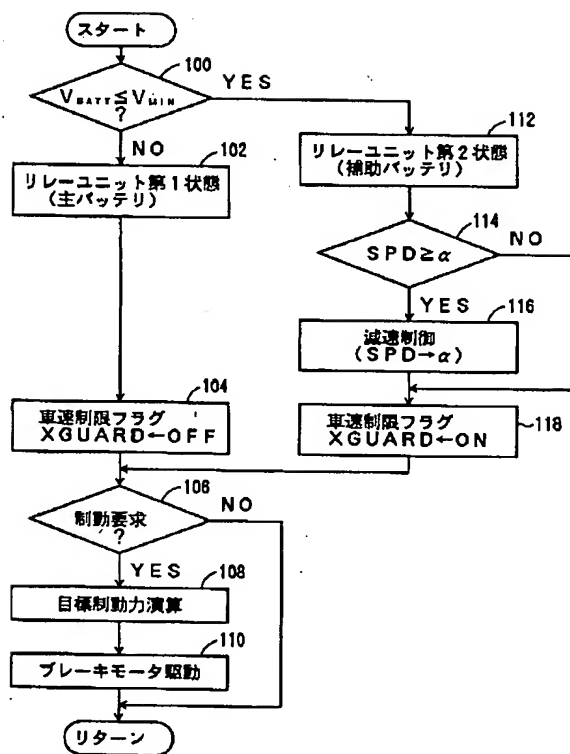 スタート
100
VBATT≦VMIN
?
YES
NO
102
リレーユニット第1状態
(主バッテリ)
112
リレーユニット第2状態
(補助バッテリ)
114
SPD≧α
NO
YES
116
減速制御
(SPD→α)
104
車速制限フラグ
XGUARD←OFF
車速制限フラグ
XGUARD←ON
118
106
制動要求
?
NO
YES
108
目標制動力演算
110
ブレーキモータ駆動
リターン